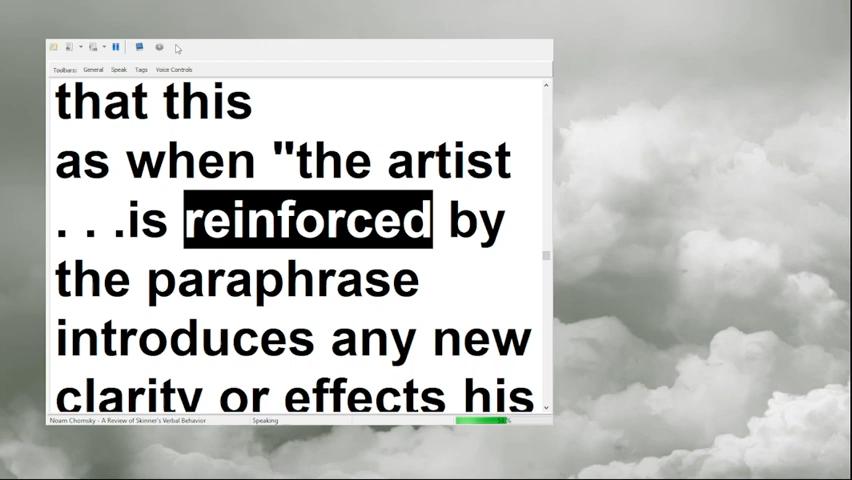 Toolbars: General Speak Tags Voice Controls
that this
as when "the artist
. . .is reinforced by
the paraphrase
introduces any new
clarity or effects his
Noam Chomsky - A Review of Skinner's Verbal Behavior Speaking